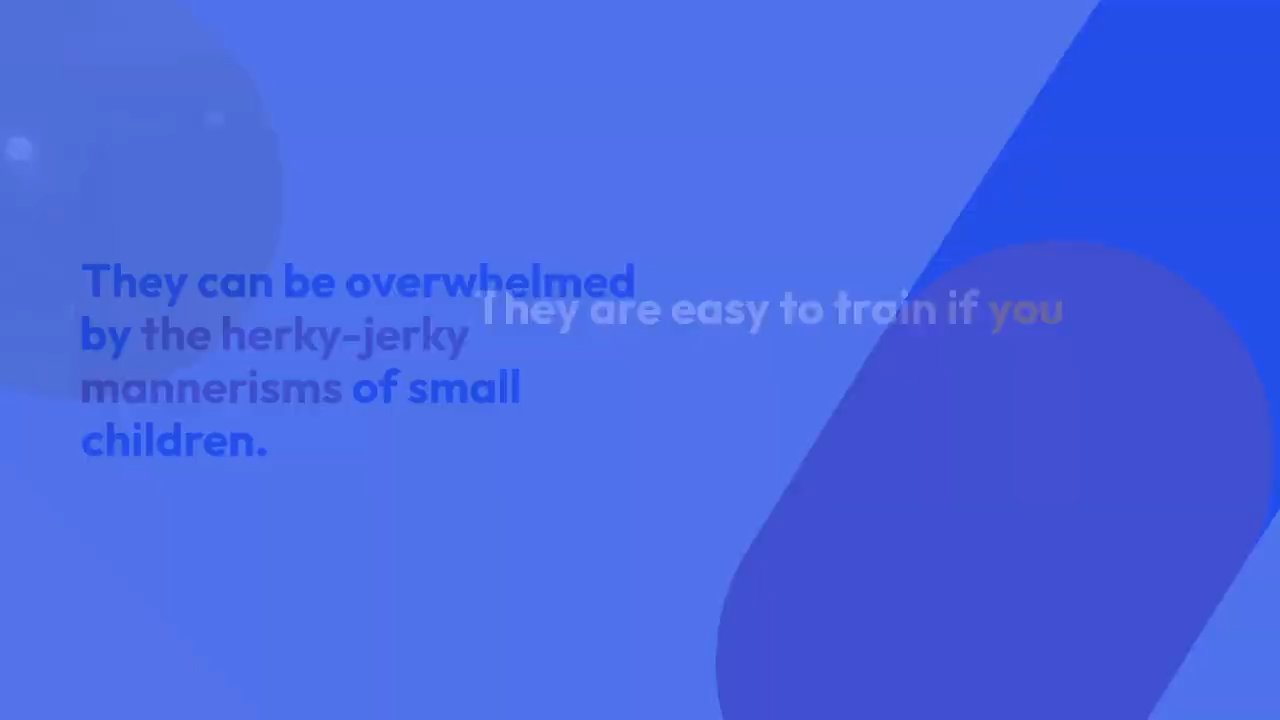 They can be overwhelmed
by the herky-jerky
mannerisms of small
children.
They are easy to train if you